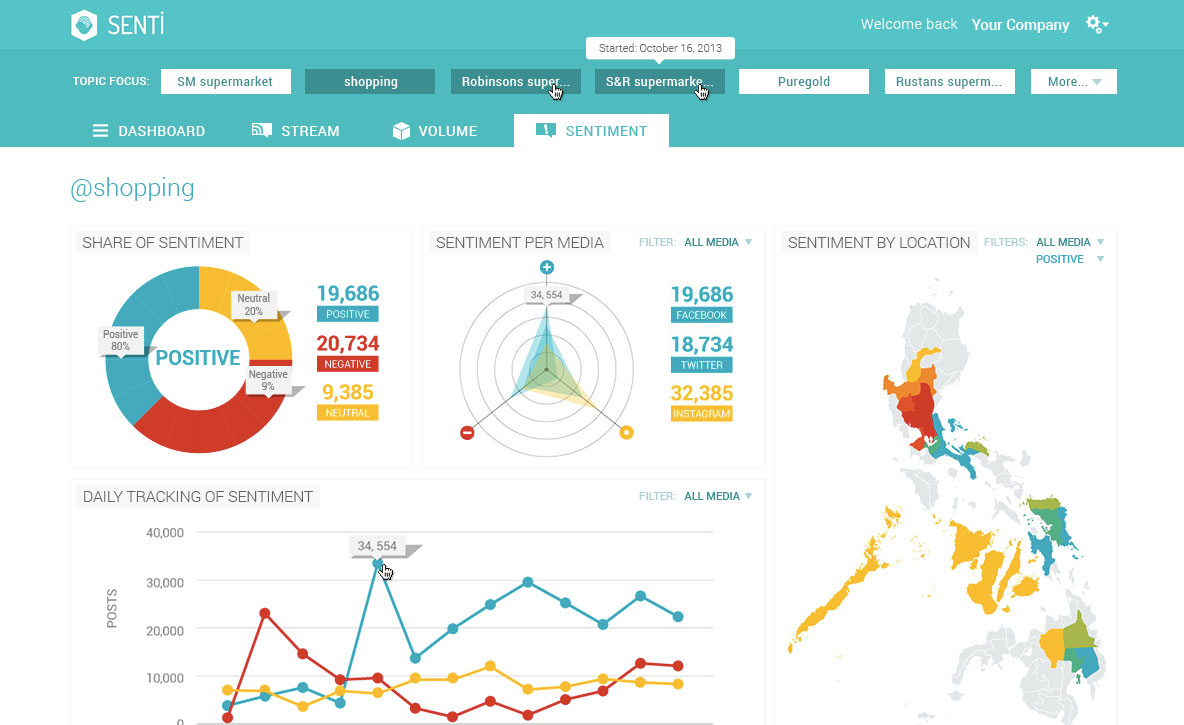 SENTI
Welcome back Your Company
Started: October 16, 2013
TOPIC FOCUS: SM supermarket shopping Robinsons super... S&R supermarke... Puregold Rustans superm... More...
DASHBOARD STREAM VOLUME SENTIMENT
@shopping
SHARE OF SENTIMENT
Neutral
20%
Positive
80%
POSITIVE
Negative
9%
19,686
POSITIVE
20,734
NEGATIVE
9,385
NEUTRAL
SENTIMENT PER MEDIA
FILTER: ALL MEDIA
34, 554
19,686
FACEBOOK
18,734
TWITTER
32,385
INSTAGRAM
SENTIMENT BY LOCATION
FILTERS: ALL MEDIA
POSITIVE
DAILY TRACKING OF SENTIMENT
FILTER: ALL MEDIA
POSTS
40,000
30,000
20,000
10,000
0
34, 554